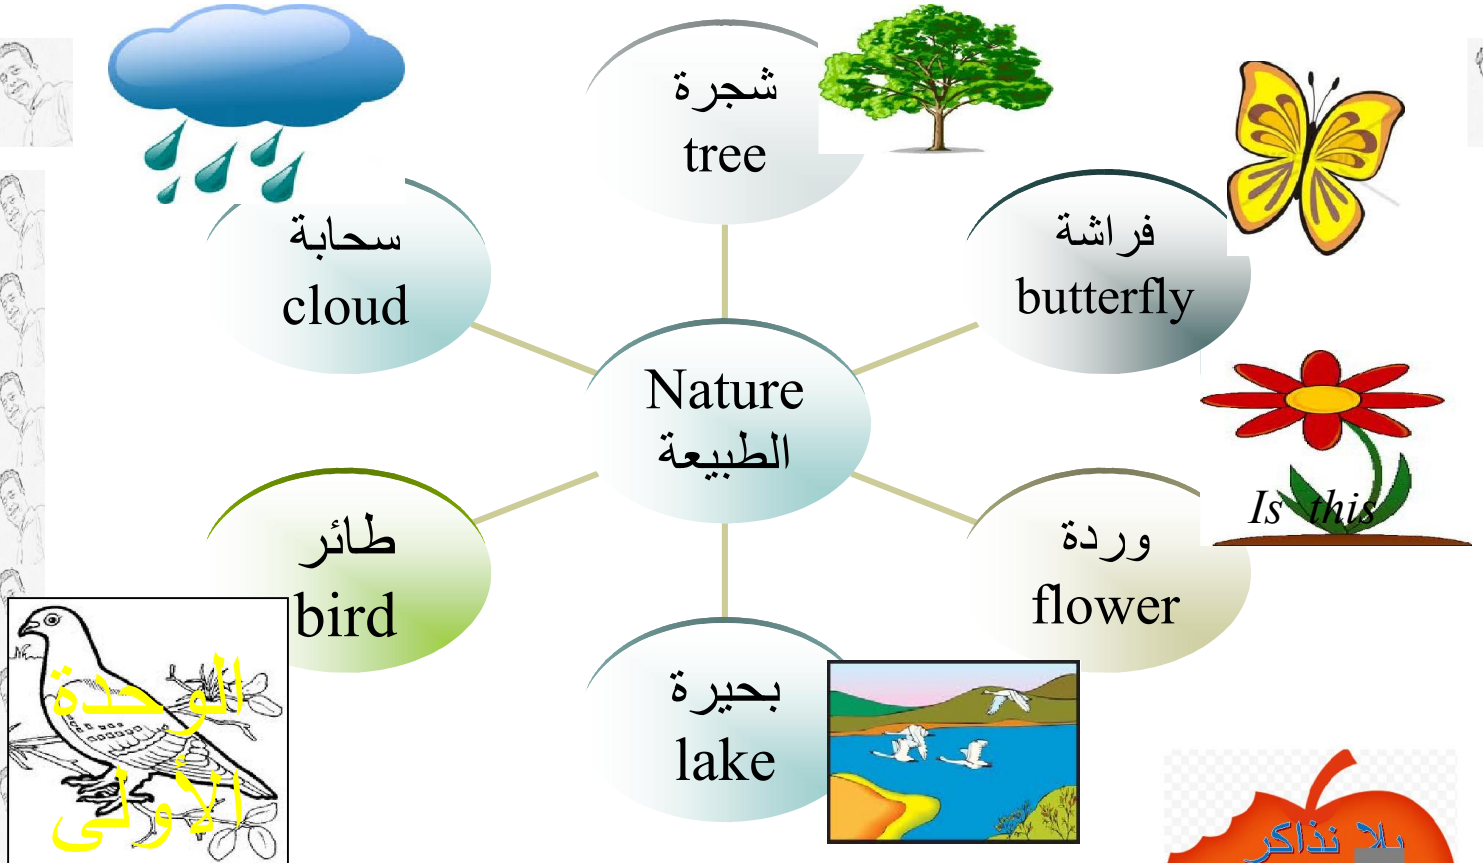 شجرة
tree
سحابة
cloud
فراشة
butterfly
Nature
الطبيعة
طائر
bird
وردة
flower
Is this
بحيرة
lake
الوحدة
الأولى
يلا نذاكر